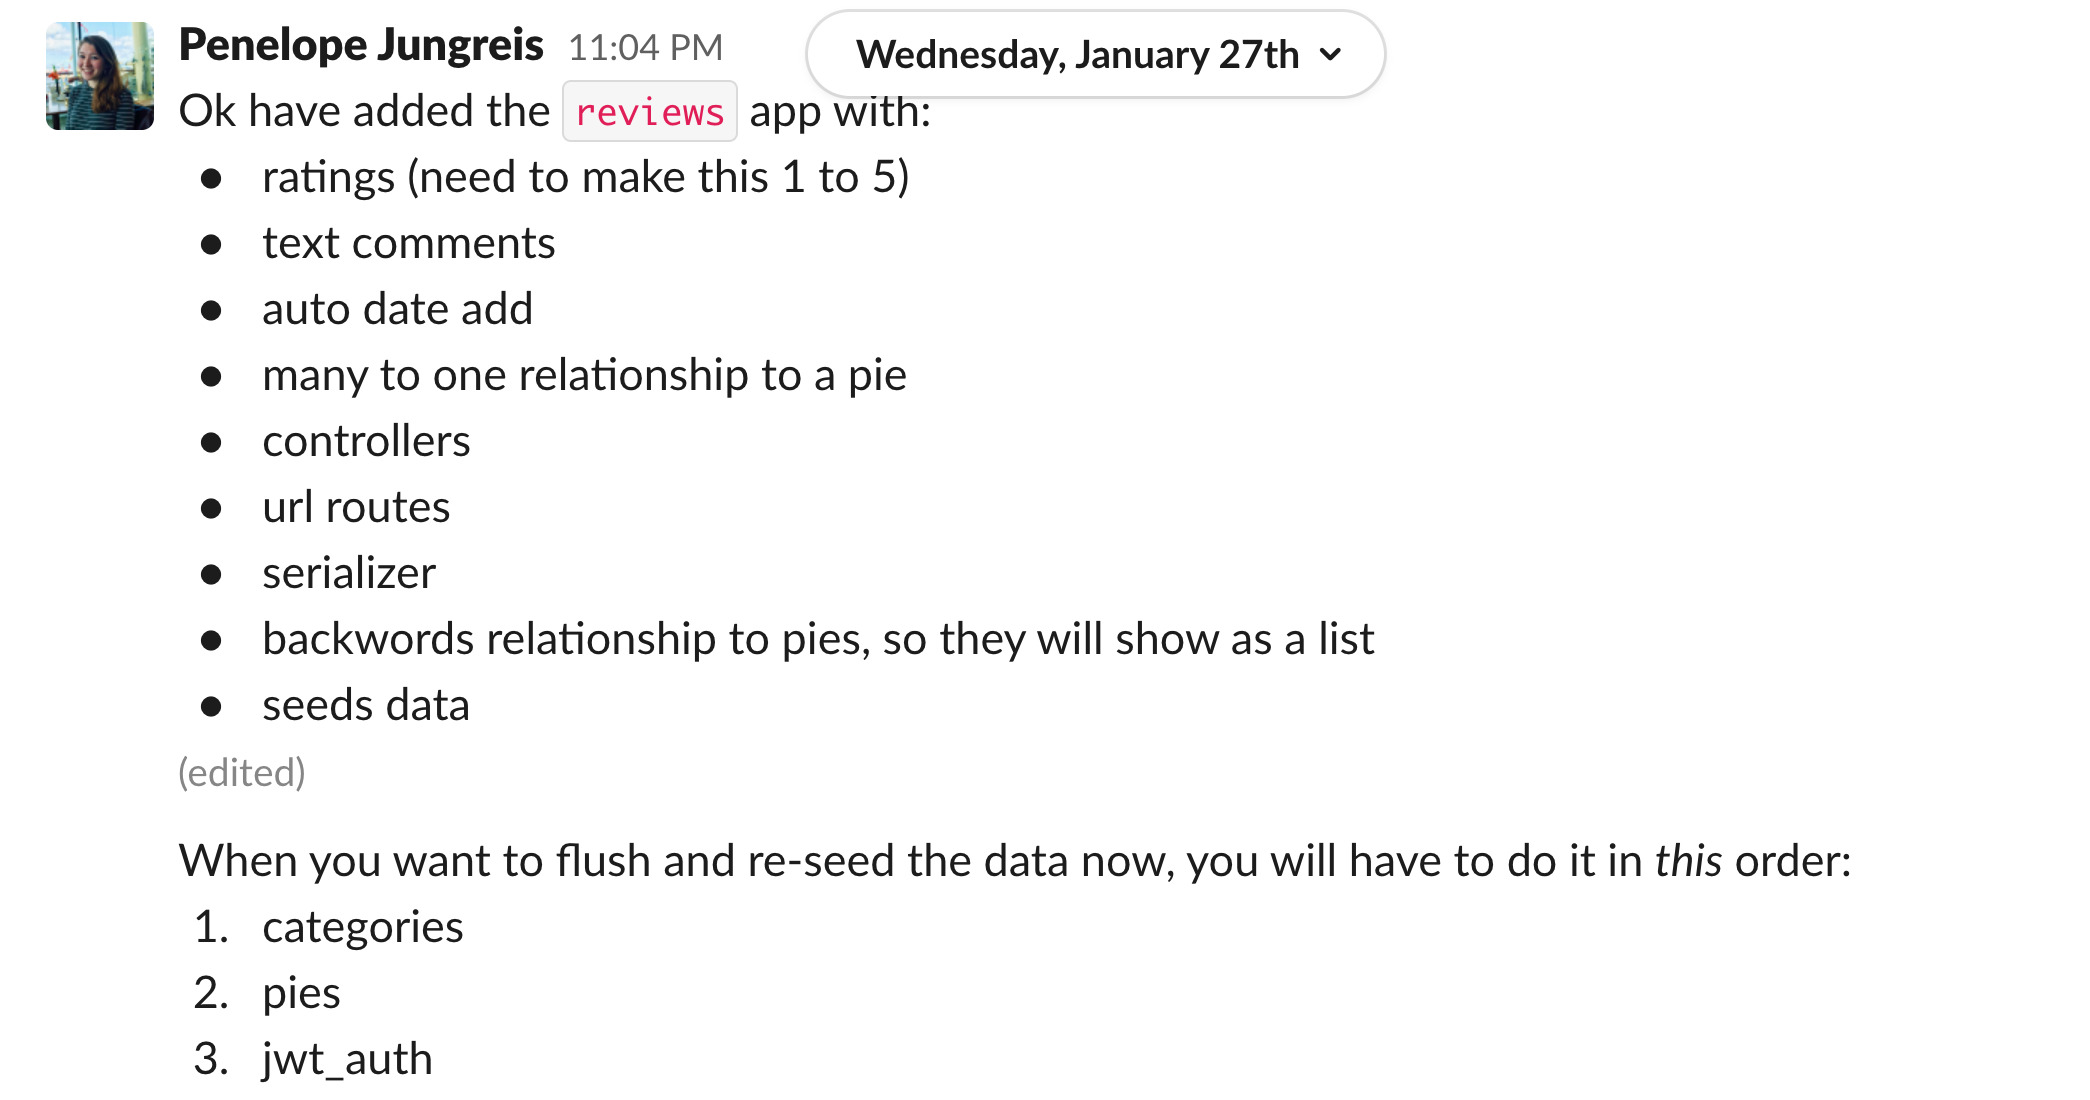 Penelope Jungreis 11:04 PM
Wednesday, January 27th
Ok have added the reviews app with:
● ratings (need to make this 1 to 5)
● text comments
● auto date add
● many to one relationship to a pie
● controllers
● url routes
● serializer
● backwords relationship to pies, so they will show as a list
● seeds data
(edited)
When you want to flush and re-seed the data now, you will have to do it in this order:
1. categories
2. pies
3. jwt_auth